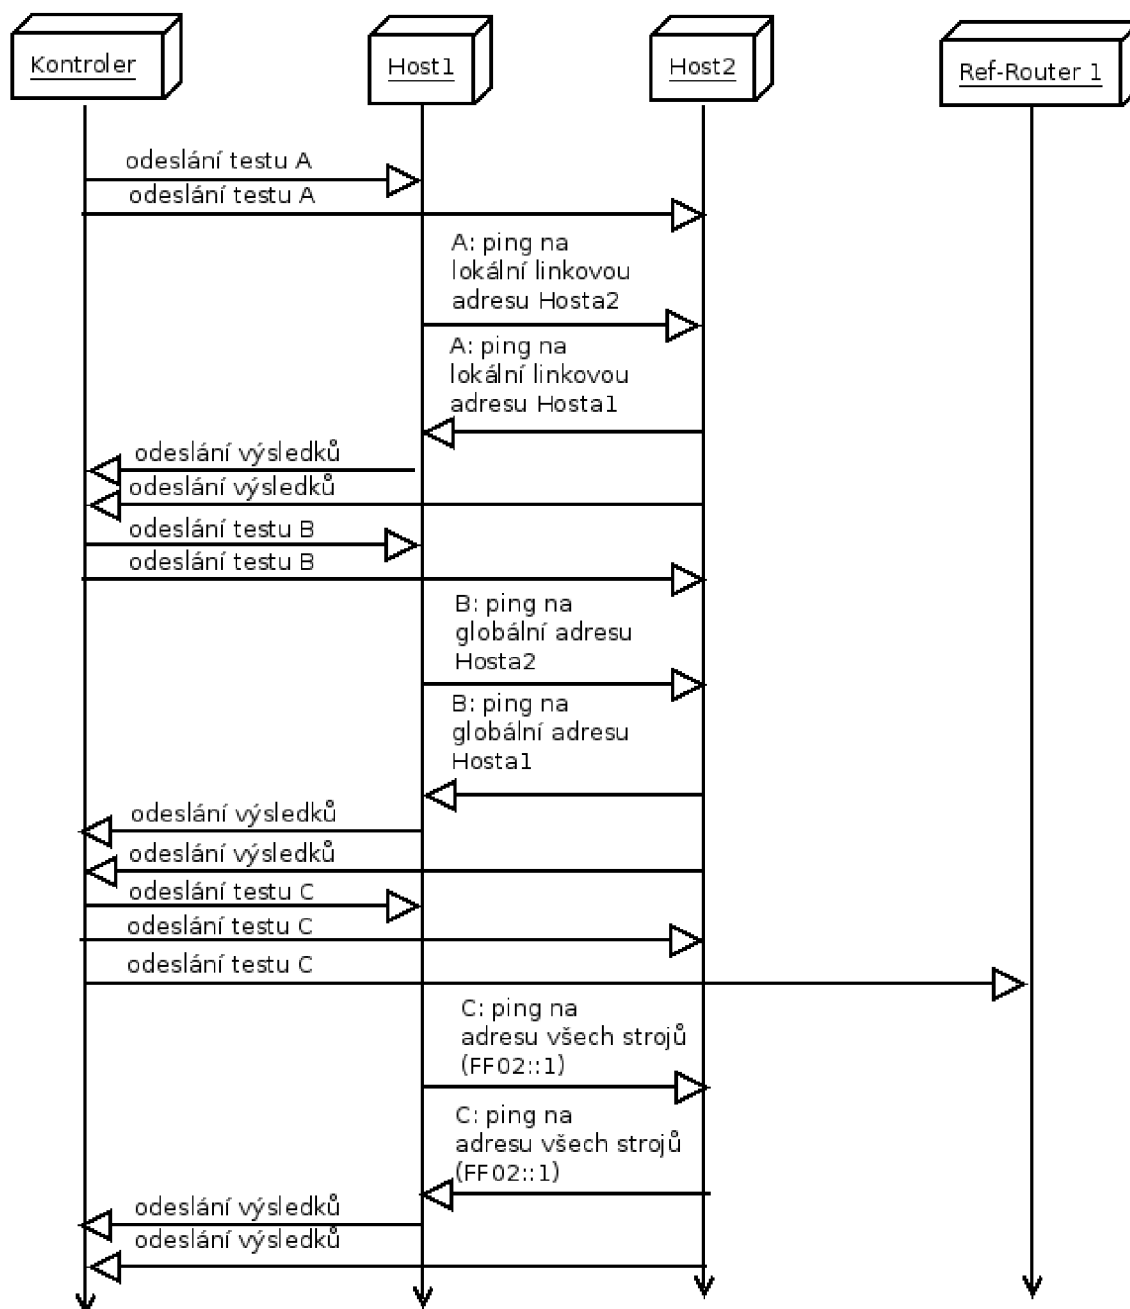 Kontroler
Host1
Host2
Ref-Router 1
odeslání testu A
odeslání testu A
A: ping na
lokální linkovou
adresu Hosta2
A: ping na
lokální linkovou
adresu Hosta1
odeslání výsledků
odeslání výsledků
odeslání testu B
odeslání testu B
B: ping na
globální adresu
Hosta2
B: ping na
globální adresu
Hosta1
odeslání výsledků
odeslání výsledků
odeslání testu C
odeslání testu C
odeslání testu C
C: ping na
adresu všech strojů
(FF02::1)
C: ping na
adresu všech strojů
(FF02::1)
odeslání výsledků
odeslání výsledků